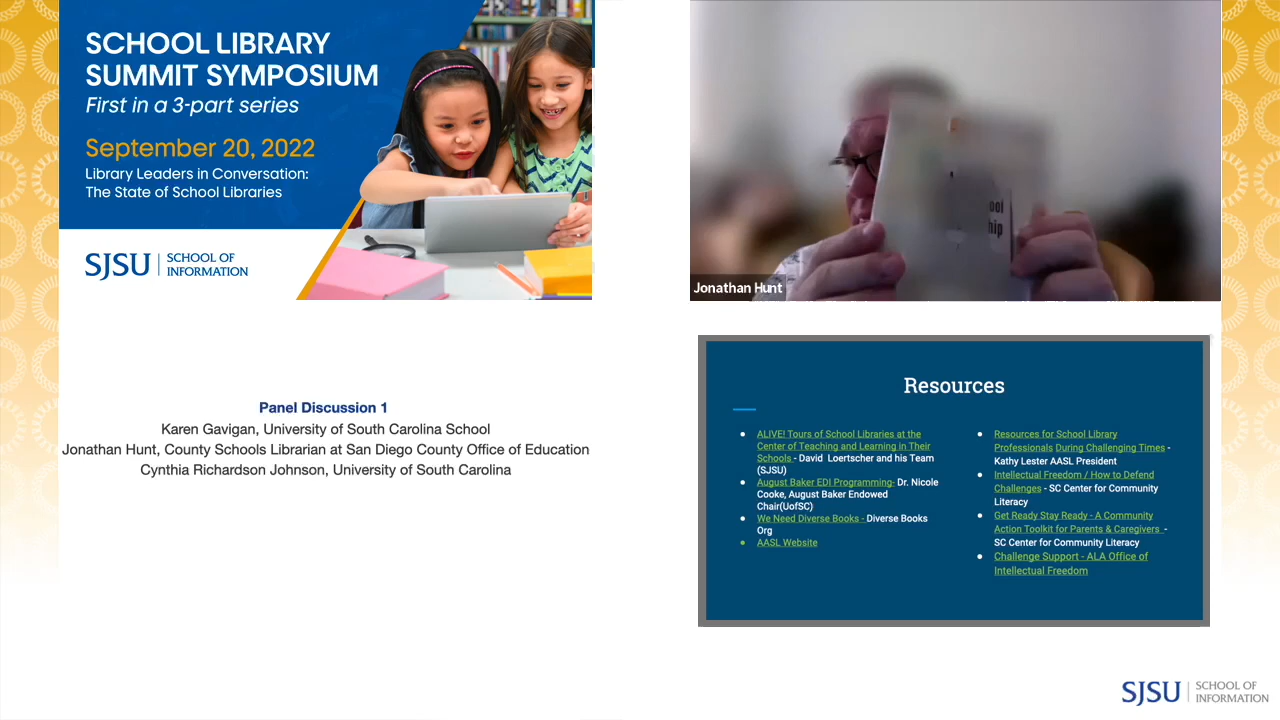 SCHOOL LIBRARY
SUMMIT SYMPOSIUM
First in a 3-part series
September 20, 2022
Library Leaders in Conversation:
The State of School Libraries
SJSU | SCHOOL OF
INFORMATION
Panel Discussion 1
Karen Gavigan, University of South Carolina School
Jonathan Hunt, County Schools Librarian at San Diego County Office of Education
Cynthia Richardson Johnson, University of South Carolina
Jonathan Hunt
Resources
ALIVE! Tours of School Libraries at the
Center of Teaching and Learning in Their
Schools - David Loertscher and his Team
(SJSU)
August Baker EDI Programming- Dr. Nicole
Cooke, August Baker Endowed
Chair(UofSC)
We Need Diverse Books - Diverse Books
Org
AASL Website
Resources for School Library
Professionals During Challenging Times -
Kathy Lester AASL President
Intellectual Freedom / How to Defend
Challenges - SC Center for Community
Literacy
Get Ready Stay Ready - A Community
Action Toolkit for Parents & Caregivers -
SC Center for Community Literacy
Challenge Support - ALA Office of
Intellectual Freedom
SJSU | SCHOOL OF
INFORMATION